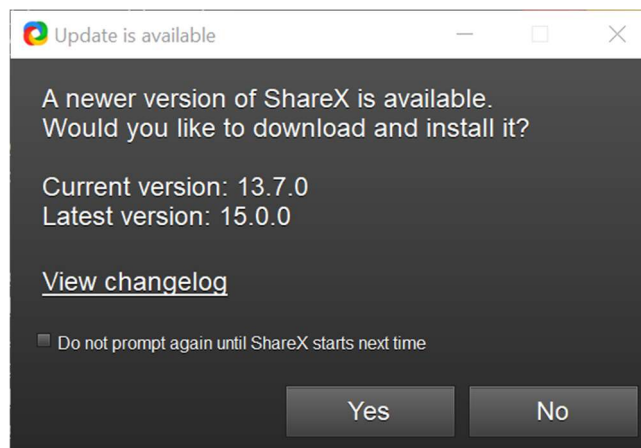 Update is available
A newer version of ShareX is available.
Would you like to download and install it?
Current version: 13.7.0
Latest version: 15.0.0
View changelog
Do not prompt again until ShareX starts next time
Yes
No